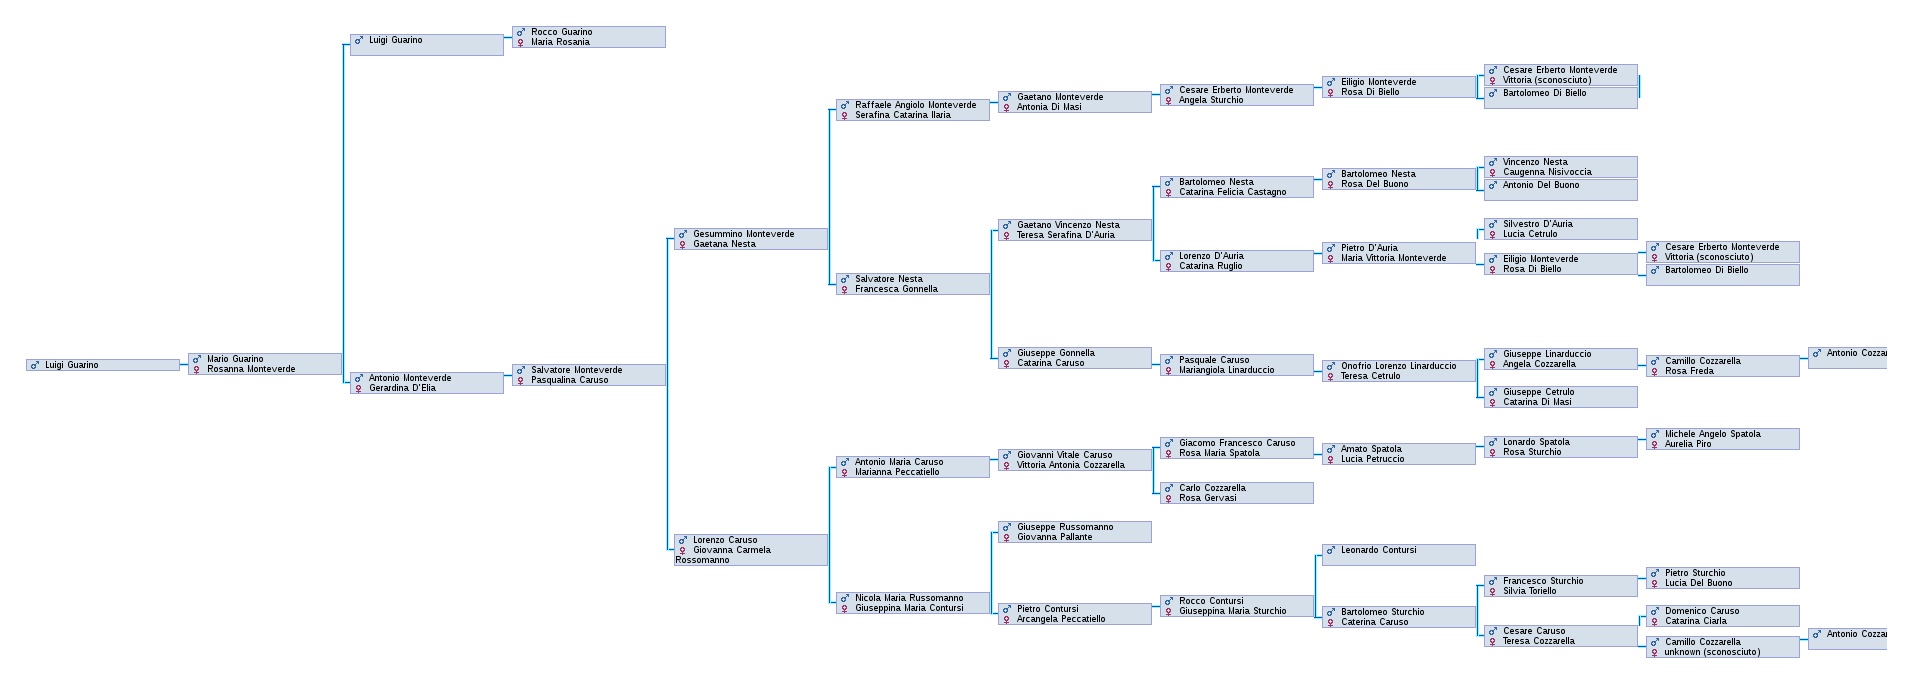 Luigi Guarino
Mario Guarino
Rosanna Monteverde
Luigi Guarino
Antonio Monteverde
Gerardina D'Elia
Rocco Guarino
Maria Rosania
Salvatore Monteverde
Pasqualina Caruso
Gesummino Monteverde
Gaetana Nesta
Lorenzo Caruso
Giovanna Carmela
Rossomanno
Raffaele Angiolo Monteverde
Serafina Catarina Ilaria
Salvatore Nesta
Francesca Gonnella
Antonio Maria Caruso
Marianna Peccatiello
Nicola Maria Russomanno
Giuseppina Maria Contursi
Gaetano Monteverde
Antonia Di Masi
Gaetano Vincenzo Nesta
Teresa Serafina D'Auria
Giuseppe Gonnella
Catarina Caruso
Giovanni Vitale Caruso
Vittoria Antonia Cozzarella
Giuseppe Russomanno
Giovanna Pallante
Pietro Contursi
Arcangela Peccatiello
Cesare Erberto Monteverde
Angela Sturchio
Bartolomeo Nesta
Catarina Felicia Castagno
Lorenzo D'Auria
Catarina Ruglio
Pasquale Caruso
Mariangiola Linarduccio
Giacomo Francesco Caruso
Rosa Maria Spatola
Carlo Cozzarella
Rosa Gervasi
Rocco Contursi
Giuseppina Maria Sturchio
Eiligio Monteverde
Rosa Di Biello
Bartolomeo Nesta
Rosa Del Buono
Pietro D'Auria
Maria Vittoria Monteverde
Onofrio Lorenzo Linarduccio
Teresa Cetrulo
Amato Spatola
Lucia Petruccio
Leonardo Contursi
Bartolomeo Sturchio
Caterina Caruso
Cesare Erberto Monteverde
Vittoria (sconosciuto)
Bartolomeo Di Biello
Vincenzo Nesta
Caugenna Nisivoccia
Antonio Del Buono
Silvestro D'Auria
Lucia Cetrulo
Eiligio Monteverde
Rosa Di Biello
Giuseppe Linarduccio
Angela Cozzarella
Giuseppe Cetrulo
Catarina Di Masi
Lonardo Spatola
Rosa Sturchio
Francesco Sturchio
Silvia Toriello
Cesare Caruso
Teresa Cozzarella
Cesare Erberto Monteverde
Vittoria (sconosciuto)
Bartolomeo Di Biello
Camillo Cozzarella
Rosa Freda
Michele Angelo Spatola
Aurelia Piro
Pietro Sturchio
Lucia Del Buono
Domenico Caruso
Catarina Ciarla
Camillo Cozzarella
unknown (sconosciuto)
Antonio Cozzar
Antonio Cozzar